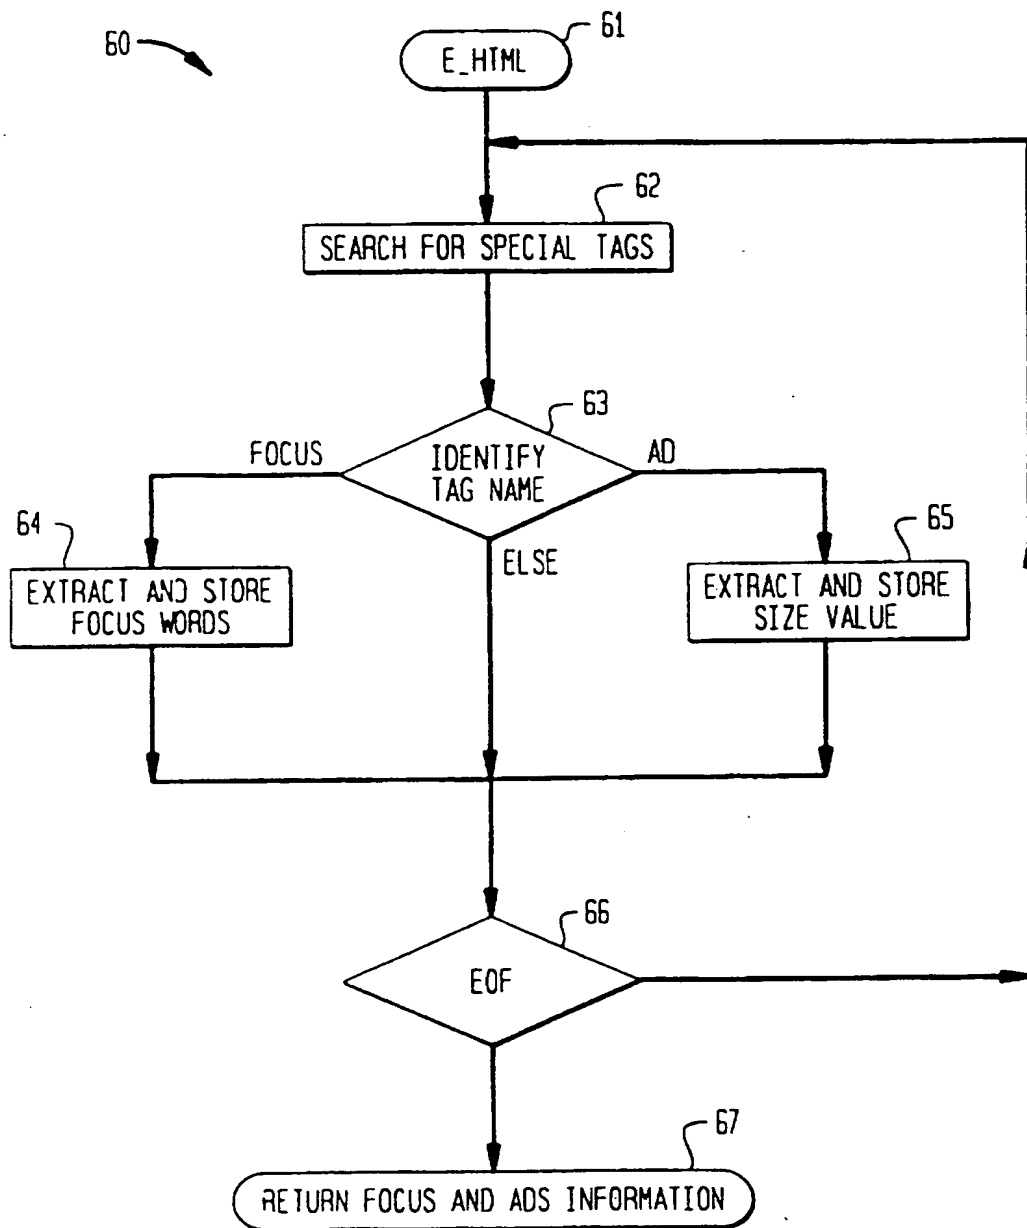 60
61
E_HTML
62
SEARCH FOR SPECIAL TAGS
63
FOCUS
IDENTIFY
TAG NAME
AD
ELSE
64
EXTRACT AND STORE
FOCUS WORDS
65
EXTRACT AND STORE
SIZE VALUE
66
EOF
67
RETURN FOCUS AND ADS INFORMATION